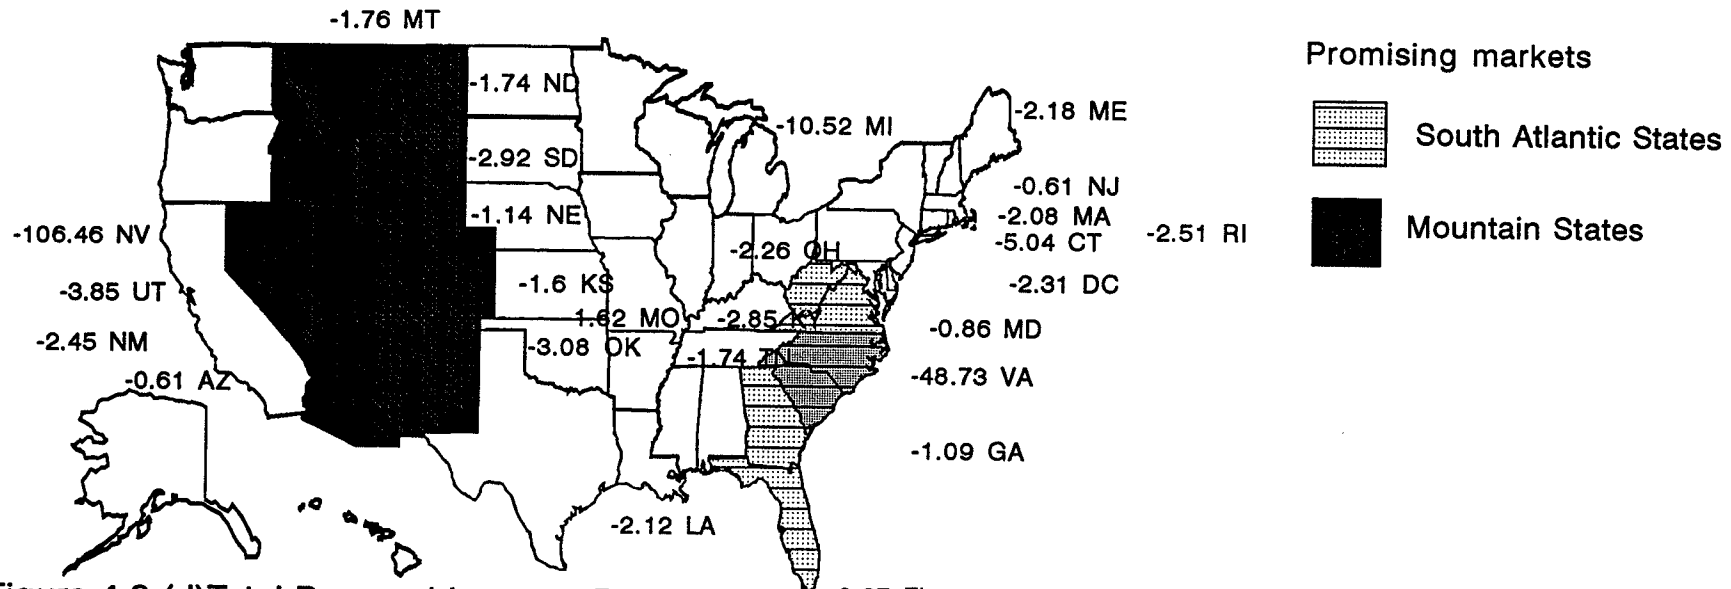 -1.76 MT
Promising markets
-1.74 ND
-2.18 ME
-10.52 MI
South Atlantic States
-2.92 SD
-0.61 NJ
-1.14 NE
-2.08 MA
-106.46 NV
-5.04 CT
-2.51 RI
Mountain States
-2.26 OH
-1.6 KS
-2.31 DC
-3.85 UT
1.62 MO
-2.85 KY
-0.86 MD
-2.45 NM
-3.08 OK
-1.74 TN
-0.61 AZ
-48.73 VA
-1.09 GA
-2.12 LA